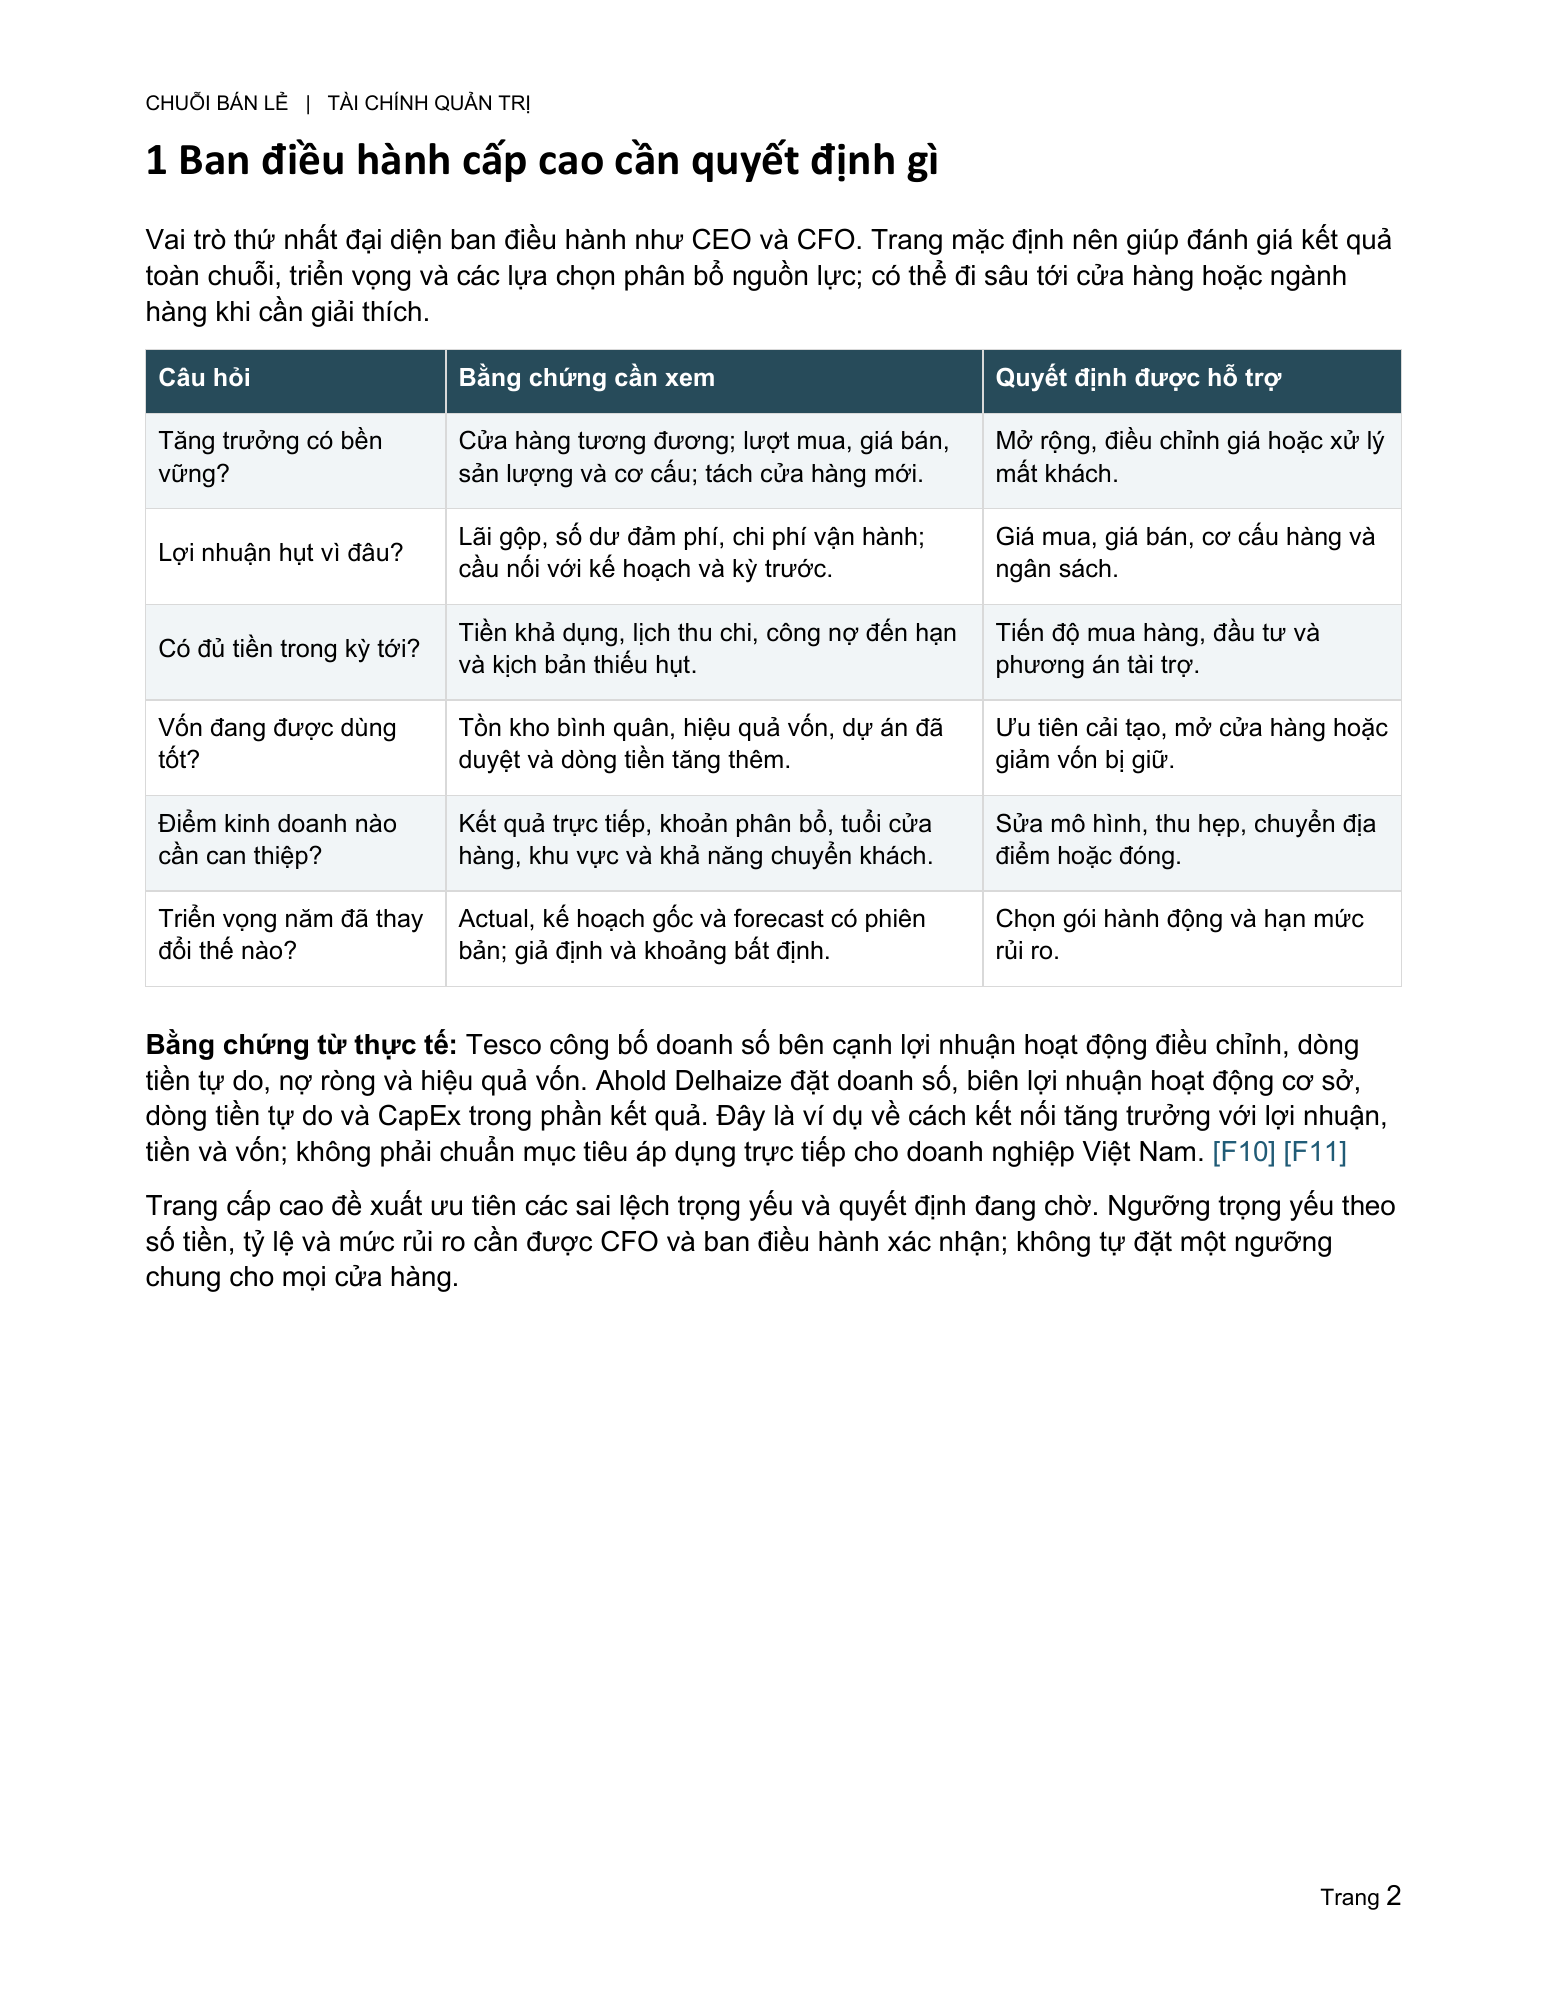 CHUỖI BÁN LẺ | TÀI CHÍNH QUẢN TRỊ
1 Ban điều hành cấp cao cần quyết định gì
Vai trò thứ nhất đại diện ban điều hành như CEO và CFO. Trang mặc định nên giúp đánh giá kết quả
toàn chuỗi, triển vọng và các lựa chọn phân bổ nguồn lực; có thể đi sâu tới cửa hàng hoặc ngành
hàng khi cần giải thích.
Câu hỏi
Bằng chứng cần xem
Quyết định được hỗ trợ
Tăng trưởng có bền
vững?
Cửa hàng tương đương; lượt mua, giá bán,
sản lượng và cơ cấu; tách cửa hàng mới.
Mở rộng, điều chỉnh giá hoặc xử lý
mất khách.
Lợi nhuận hụt vì đâu?
Lãi gộp, số dư đảm phí, chi phí vận hành;
cầu nối với kế hoạch và kỳ trước.
Giá mua, giá bán, cơ cấu hàng và
ngân sách.
Có đủ tiền trong kỳ tới?
Tiền khả dụng, lịch thu chi, công nợ đến hạn
và kịch bản thiếu hụt.
Tiến độ mua hàng, đầu tư và
phương án tài trợ.
Vốn đang được dùng
tốt?
Tồn kho bình quân, hiệu quả vốn, dự án đã
duyệt và dòng tiền tăng thêm.
Ưu tiên cải tạo, mở cửa hàng hoặc
giảm vốn bị giữ.
Điểm kinh doanh nào
cần can thiệp?
Kết quả trực tiếp, khoản phân bổ, tuổi cửa
hàng, khu vực và khả năng chuyển khách.
Sửa mô hình, thu hẹp, chuyển địa
điểm hoặc đóng.
Triển vọng năm đã thay
đổi thế nào?
Actual, kế hoạch gốc và forecast có phiên
bản; giả định và khoảng bất định.
Chọn gói hành động và hạn mức
rủi ro.
Bằng chứng từ thực tế: Tesco công bố doanh số bên cạnh lợi nhuận hoạt động điều chỉnh, dòng
tiền tự do, nợ ròng và hiệu quả vốn. Ahold Delhaize đặt doanh số, biên lợi nhuận hoạt động cơ sở,
dòng tiền tự do và CapEx trong phần kết quả. Đây là ví dụ về cách kết nối tăng trưởng với lợi nhuận,
tiền và vốn; không phải chuẩn mục tiêu áp dụng trực tiếp cho doanh nghiệp Việt Nam. [F10] [F11]
Trang cấp cao đề xuất ưu tiên các sai lệch trọng yếu và quyết định đang chờ. Ngưỡng trọng yếu theo
số tiền, tỷ lệ và mức rủi ro cần được CFO và ban điều hành xác nhận; không tự đặt một ngưỡng
chung cho mọi cửa hàng.
Trang 2